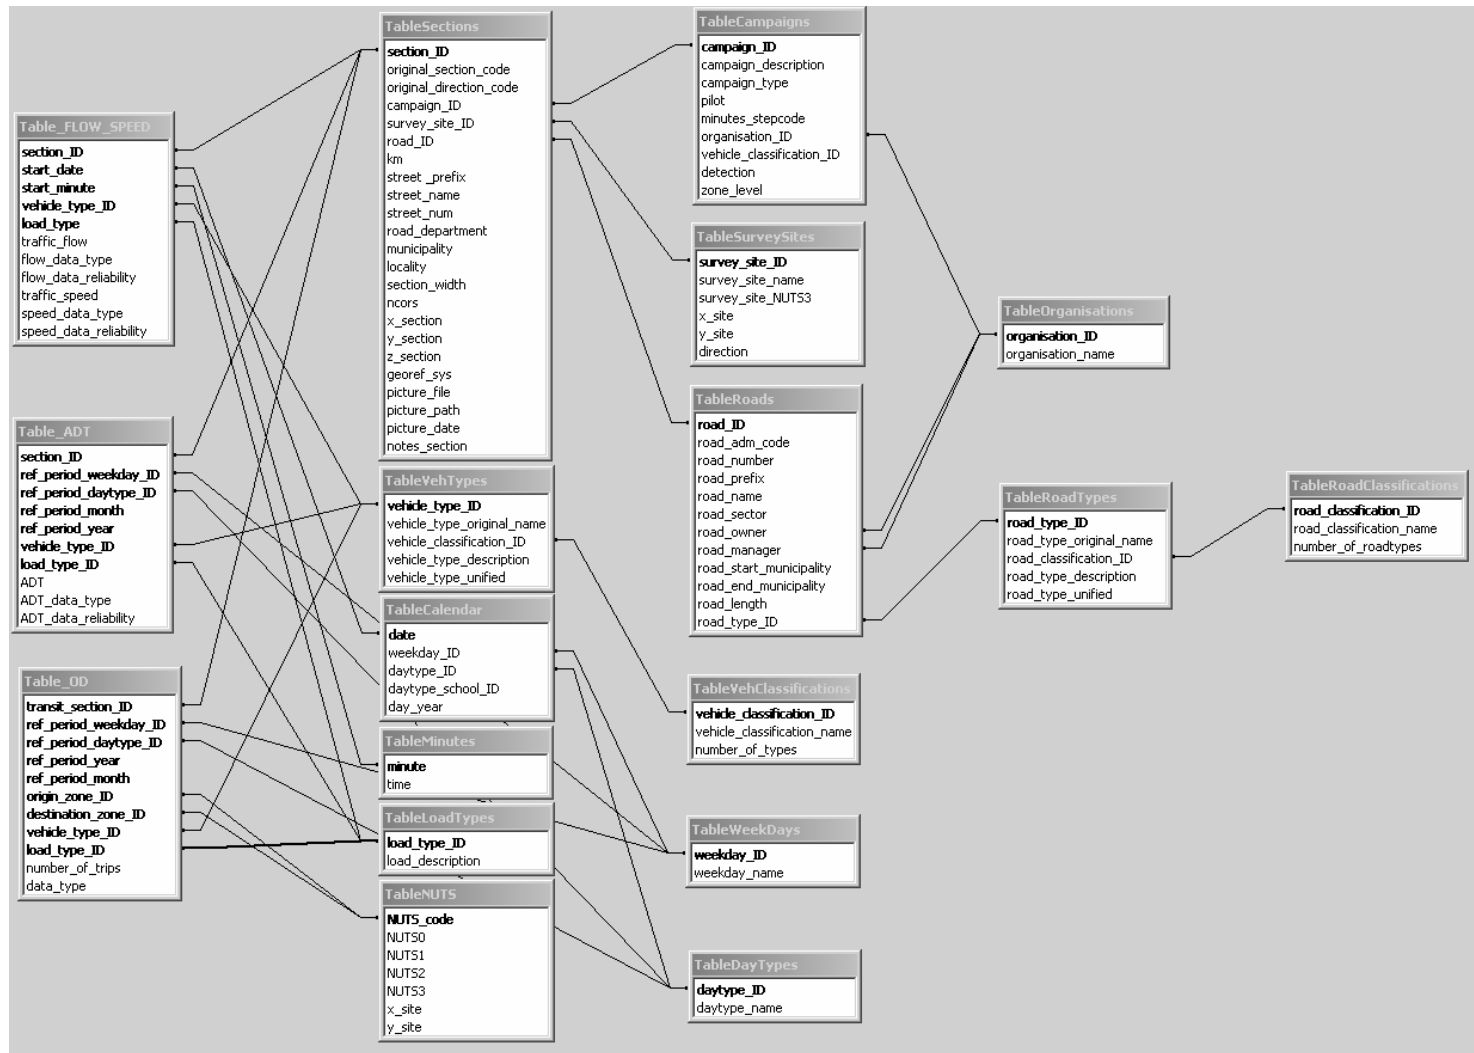 Table_FLOW_SPEED
section_ID
start_date
start_minute
vehicle_type_ID
load_type
traffic_flow
flow_data_type
flow_data_reliability
traffic_speed
speed_data_type
speed_data_reliability
Table_ADT
section_ID
ref_period_weekday_ID
ref_period_daytype_ID
ref_period_month
ref_period_year
vehicle_type_ID
load_type_ID
ADT
ADT_data_type
ADT_data_reliability
Table_OD
transit_section_ID
ref_period_weekday_ID
ref_period_daytype_ID
ref_period_year
ref_period_month
origin_zone_ID
destination_zone_ID
vehicle_type_ID
load_type_ID
number_of_trips
data_type
TableSections
section_ID
original_section_code
original_direction_code
campaign_ID
survey_site_ID
road_ID
km
street _prefix
street_name
street_num
road_department
municipality
locality
section_width
ncors
x_section
y_section
z_section
georef_sys
picture_file
picture_path
picture_date
notes_section
TableVehTypes
vehicle_type_ID
vehicle_type_original_name
vehicle_classification_ID
vehicle_type_description
vehicle_type_unified
TableCalendar
date
weekday_ID
daytype_ID
daytype_school_ID
day_year
TableMinutes
minute
time
TableLoadTypes
load_type_ID
load_description
TableNUTS
NUTS_code
NUTS0
NUTS1
NUTS2
NUTS3
x_site
y_site
TableCampaigns
campaign_ID
campaign_description
campaign_type
pilot
minutes_stepcode
organisation_ID
vehicle_classification_ID
detection
zone_level
TableSurveySites
survey_site_ID
survey_site_name
survey_site_NUTS3
x_site
y_site
direction
TableRoads
road_ID
road_adm_code
road_number
road_prefix
road_name
road_sector
road_owner
road_manager
road_start_municipality
road_end_municipality
road_length
road_type_ID
TableVehClassifications
vehicle_classification_ID
vehicle_classification_name
number_of_types
TableWeekDays
weekday_ID
weekday_name
TableDayTypes
daytype_ID
daytype_name
TableOrganisations
organisation_ID
organisation_name
TableRoadTypes
road_type_ID
road_type_original_name
road_classification_ID
road_type_description
road_type_unified
TableRoadClassifications
road_classification_ID
road_classification_name
number_of_roadtypes